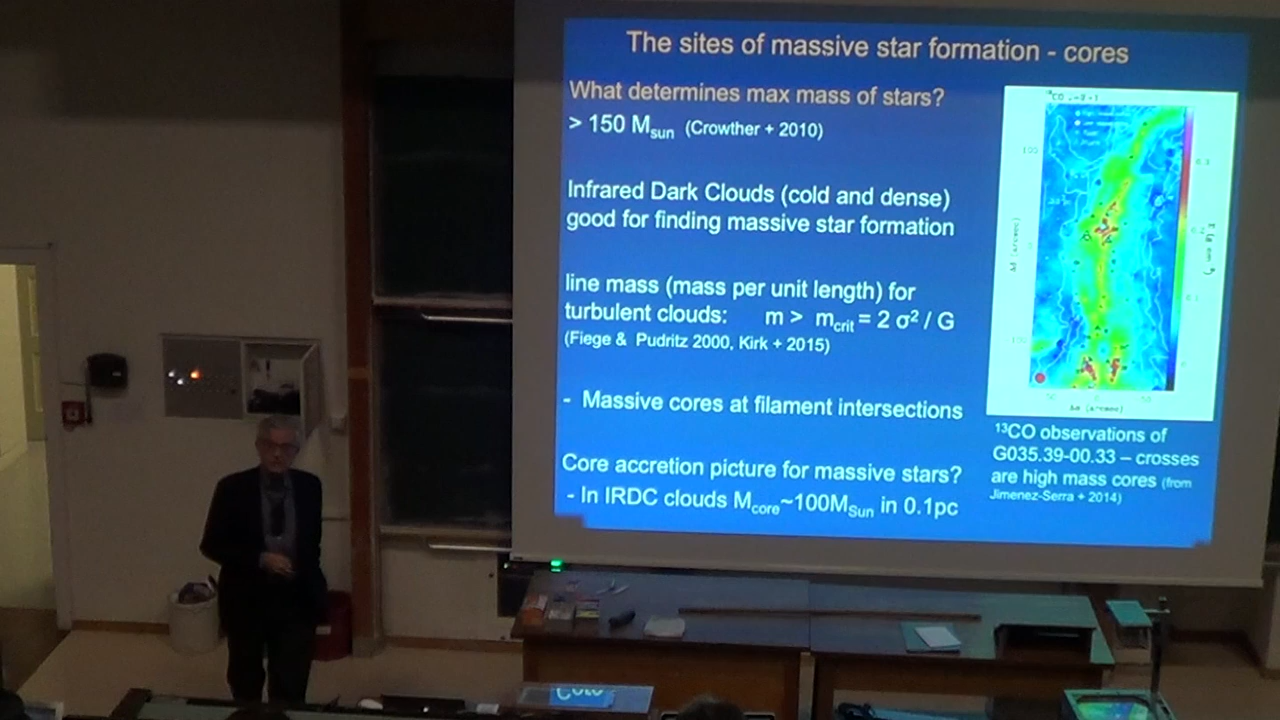 The sites of massive star formation - cores
What determines max mass of stars?
> 150 Msun (Crowther + 2010)
Infrared Dark Clouds (cold and dense)
good for finding massive star formation
line mass (mass per unit length) for
turbulent clouds: m > mcrit = 2 σ² / G
(Fiege & Pudritz 2000, Kirk + 2015)
- Massive cores at filament intersections
Core accretion picture for massive stars?
- In IRDC clouds Mcore~100MSun in 0.1pc
¹³CO observations of
G035.39-00.33 – crosses
are high mass cores (from
Jimenez-Serra + 2014)